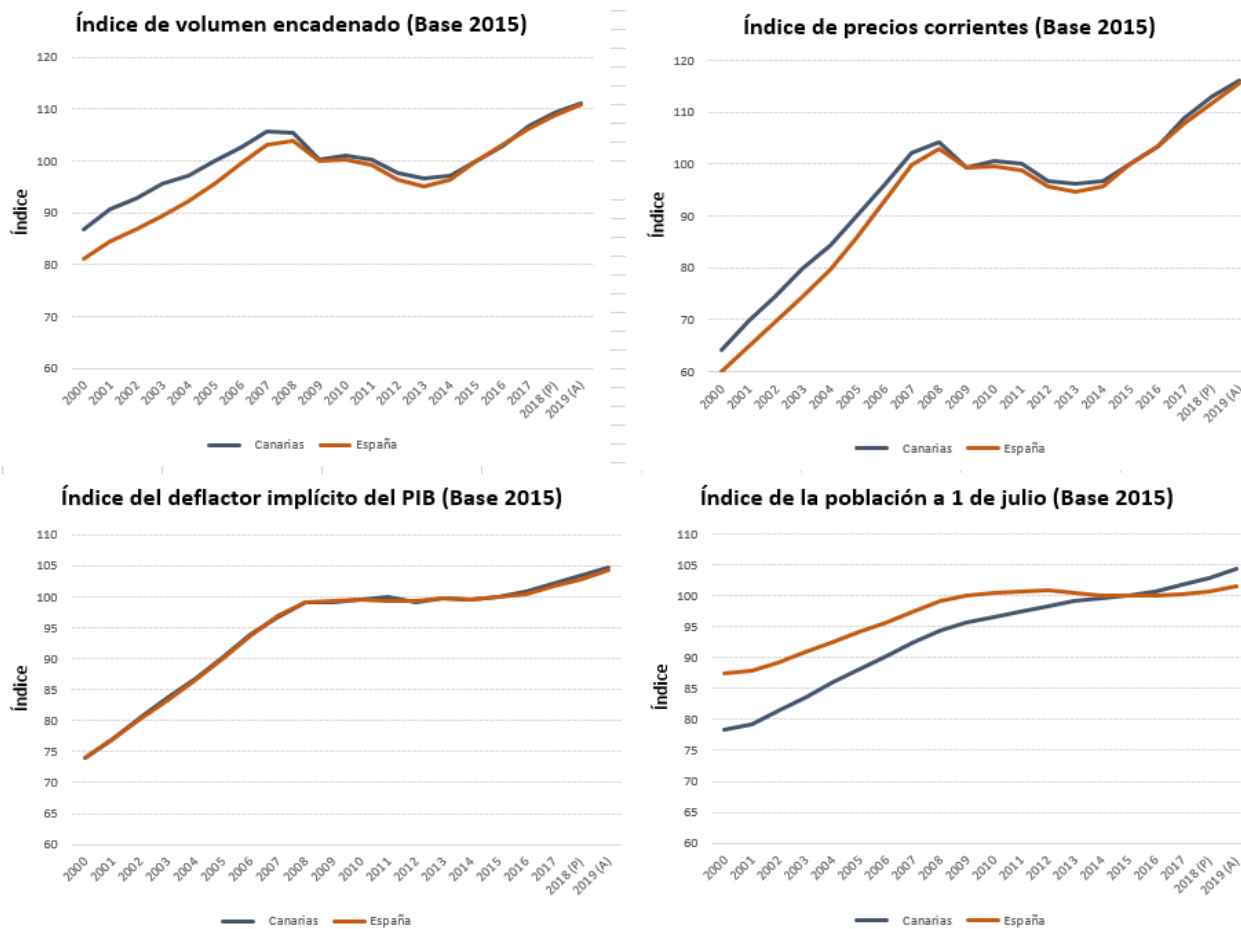 Índice de volumen encadenado (Base 2015)
120
110
100
90
80
70
60
Índice
2000 2001 2002 2003 2004 2005 2006 2007 2008 2009 2010 2011 2012 2013 2014 2015 2016 2017 2018 (P) 2019 (A)
Canarias España
Índice de precios corrientes (Base 2015)
120
110
100
90
80
70
60
Índice
2000 2001 2002 2003 2004 2005 2006 2007 2008 2009 2010 2011 2012 2013 2014 2015 2016 2017 2018 (P) 2019 (A)
Canarias España
Índice del deflactor implícito del PIB (Base 2015)
110
105
100
95
90
85
80
75
70
65
60
Índice
2000 2001 2002 2003 2004 2005 2006 2007 2008 2009 2010 2011 2012 2013 2014 2015 2016 2017 2018 (P) 2019 (A)
Canarias España
Índice de la población a 1 de julio (Base 2015)
110
105
100
95
90
85
80
75
70
65
60
Índice
2000 2001 2002 2003 2004 2005 2006 2007 2008 2009 2010 2011 2012 2013 2014 2015 2016 2017 2018 (P) 2019 (A)
Canarias España